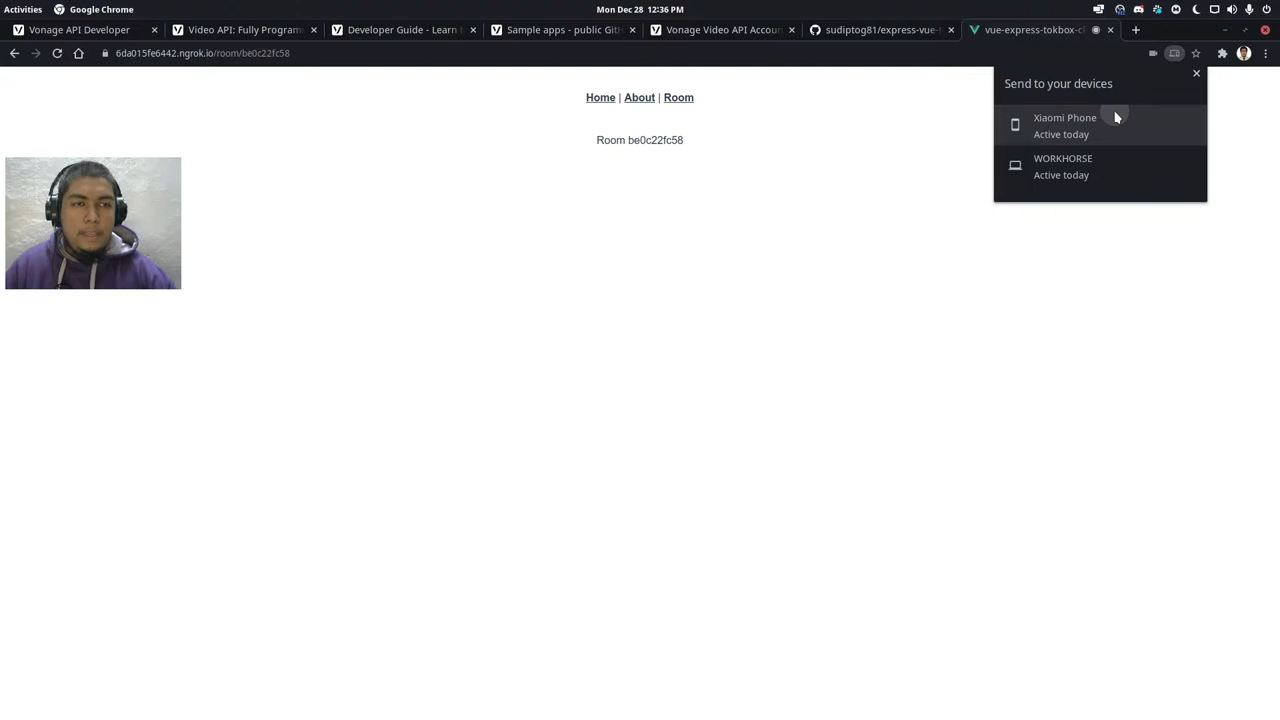 Activities Google Chrome Mon Dec 28 12:36 PM
Vonage API Developer
Video API: Fully Program
Developer Guide - Learn
Sample apps - public Git
Vonage Video API Accoun
sudiptog81/express-vue-
vue-express-tokbox-c
6da015fe6442.ngrok.io/room/be0c22fc58
Home | About | Room
Room be0c22fc58
Send to your devices
Xiaomi Phone
Active today
WORKHORSE
Active today